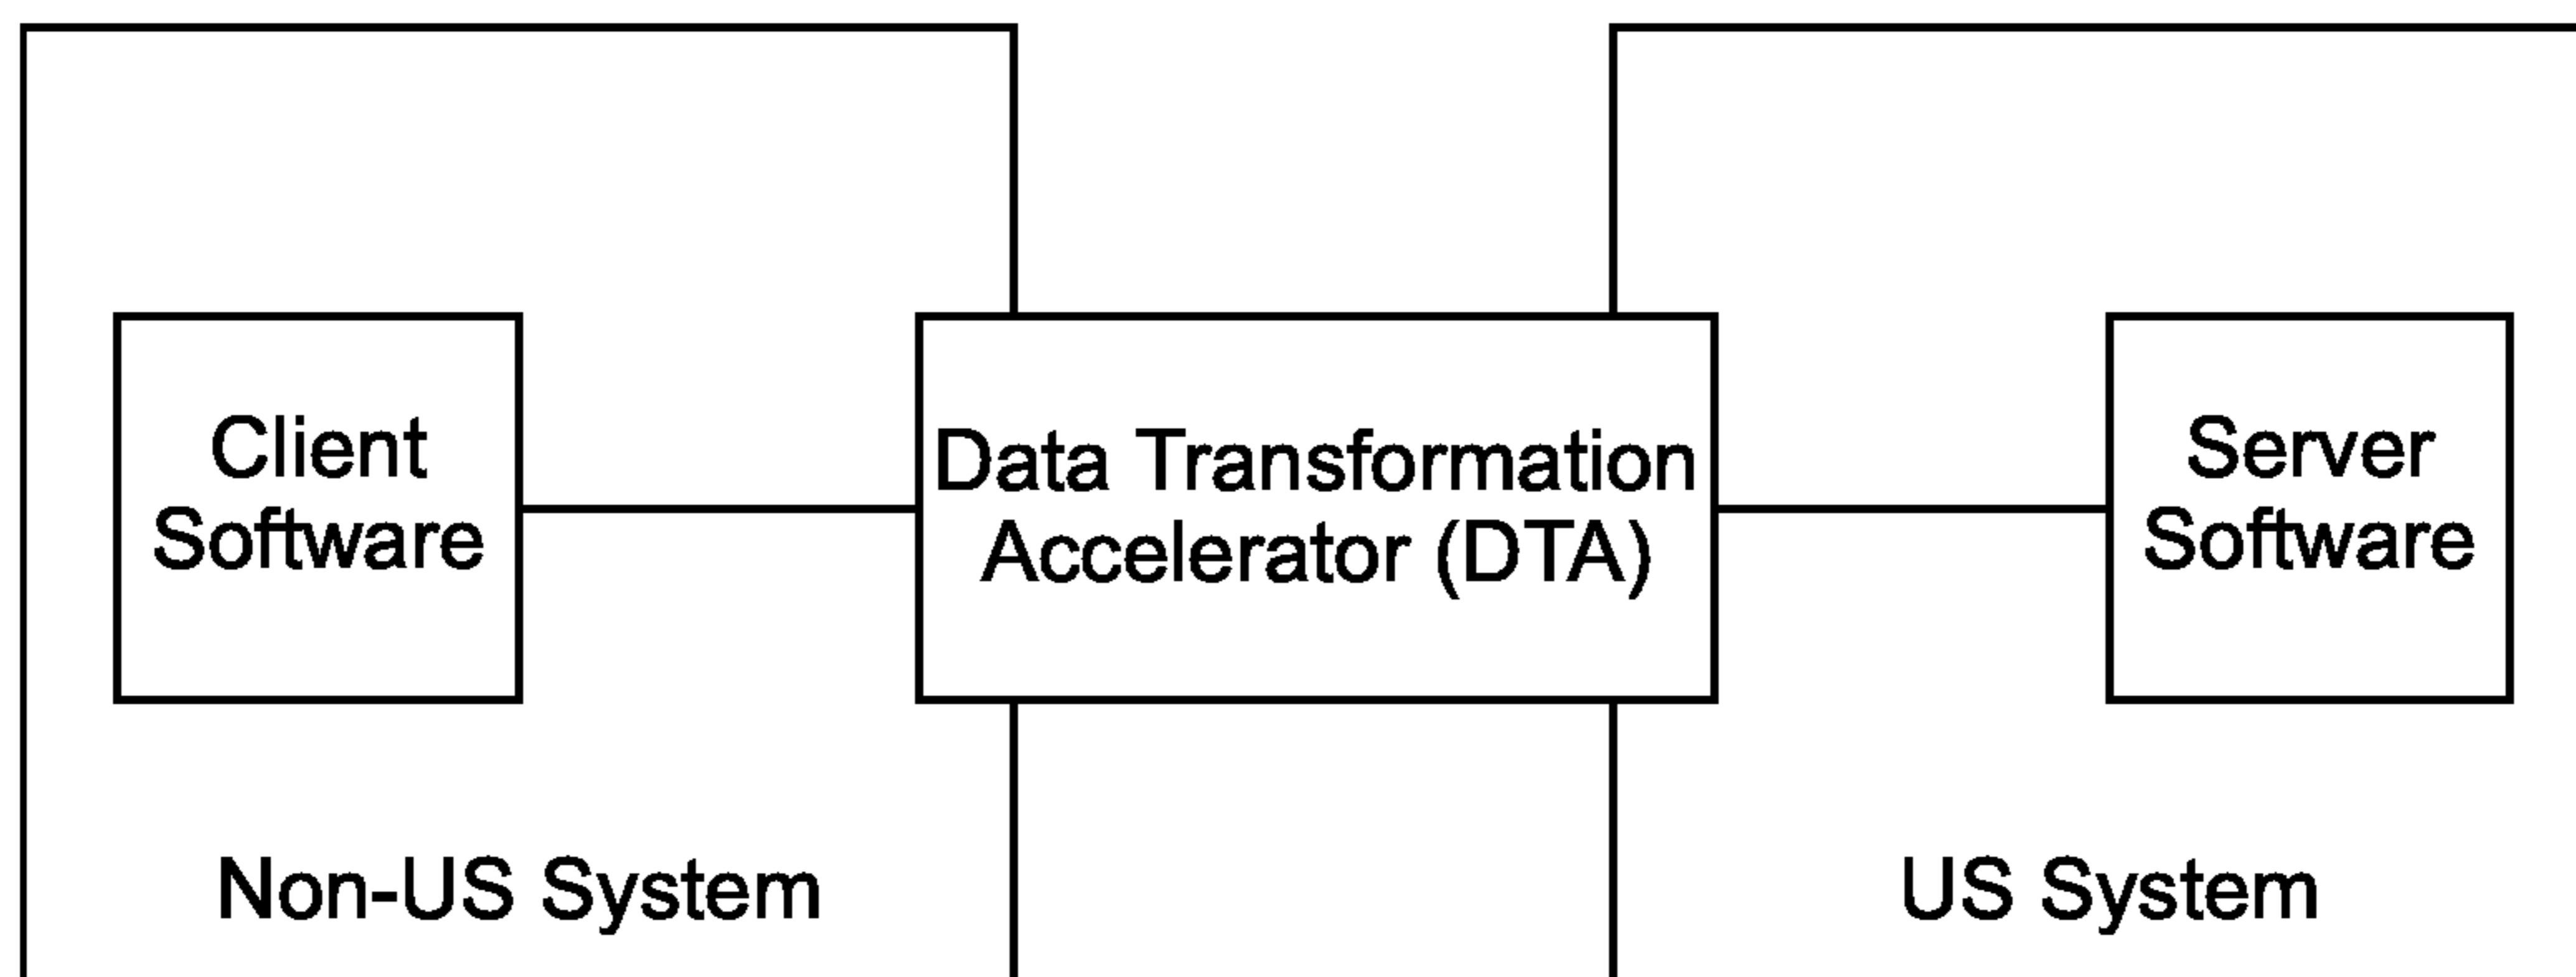 Client
Software
Data Transformation
Accelerator (DTA)
Server
Software
Non-US System
US System